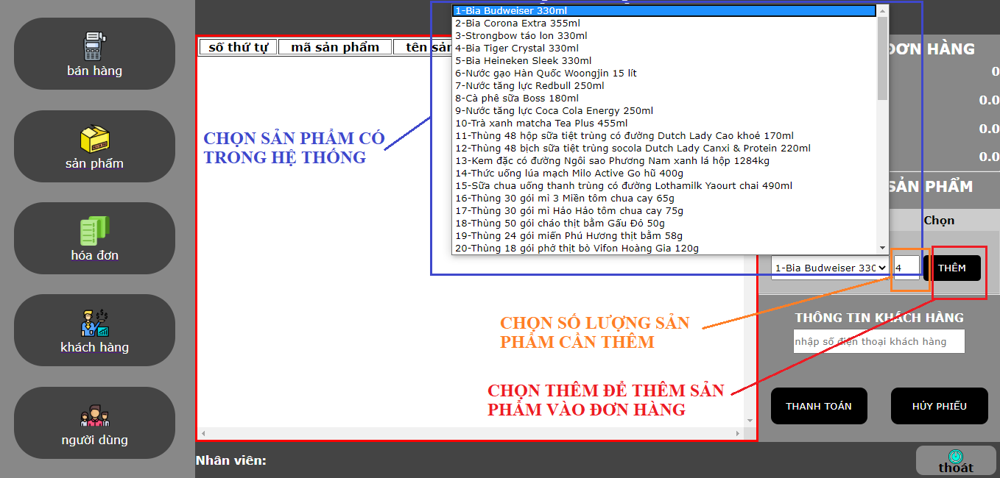 bán hàng
sản phẩm
hóa đơn
khách hàng
người dùng
số thứ tự
mã sản phẩm
tên sản
CHỌN SẢN PHẨM CÓ
TRONG HỆ THỐNG
1-Bia Budweiser 330ml
2-Bia Corona Extra 355ml
3-Strongbow táo lon 330ml
4-Bia Tiger Crystal 330ml
5-Bia Heineken Sleek 330ml
6-Nước gạo Hàn Quốc Woongjin 15 lít
7-Nước tăng lực Redbull 250ml
8-Cà phê sữa Boss 180ml
9-Nước tăng lực Coca Cola Energy 250ml
10-Trà xanh matcha Tea Plus 455ml
11-Thùng 48 hộp sữa tiệt trùng có đường Dutch Lady Cao khoẻ 170ml
12-Thùng 48 bịch sữa tiệt trùng socola Dutch Lady Canxi & Protein 220ml
13-Kem đặc có đường Ngôi sao Phương Nam xanh lá hộp 1284kg
14-Thức uống lúa mạch Milo Active Go hũ 400g
15-Sữa chua uống thanh trùng có đường Lothamilk Yaourt chai 490ml
16-Thùng 30 gói mì 3 Miền tôm chua cay 65g
17-Thùng 30 gói mì Hảo Hảo tôm chua cay 75g
18-Thùng 50 gói cháo thịt bằm Gấu Đỏ 50g
19-Thùng 24 gói miến Phú Hương thịt bằm 58g
20-Thùng 18 gói phở thịt bò Vifon Hoàng Gia 120g
ĐƠN HÀNG
0
0.0
0.0
0.0
SẢN PHẨM
Chọn
1-Bia Budweiser 330
4
THÊM
CHỌN SỐ LƯỢNG SẢN
PHẨM CẦN THÊM
CHỌN THÊM ĐỂ THÊM SẢN
PHẨM VÀO ĐƠN HÀNG
THÔNG TIN KHÁCH HÀNG
nhập số điện thoại khách hàng
THANH TOÁN
HỦY PHIẾU
Nhân viên:
thoát